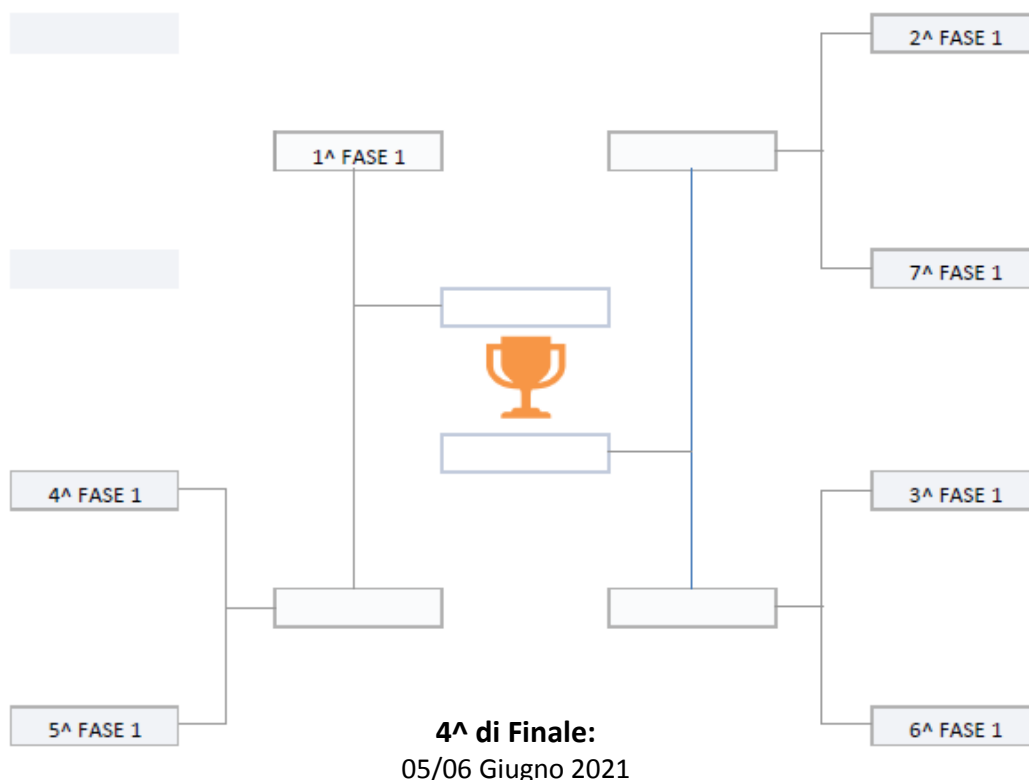 2^ FASE 1
1^ FASE 1
7^ FASE 1
4^ FASE 1
3^ FASE 1
5^ FASE 1
6^ FASE 1
4^ di Finale:
05/06 Giugno 2021